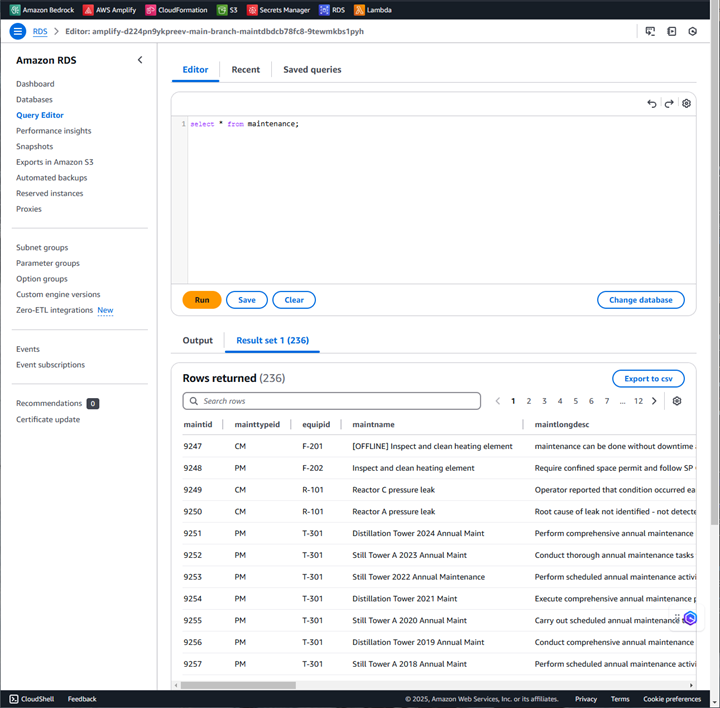 Amazon Bedrock AWS Amplify CloudFormation S3 Secrets Manager RDS Lambda
RDS > Editor: amplify-d224pn9ykpreev-main-branch-maintdbdcb78fc8-9tewmkbs1pyh
Amazon RDS
Dashboard
Databases
Query Editor
Performance insights
Snapshots
Exports in Amazon S3
Automated backups
Reserved instances
Proxies
Subnet groups
Parameter groups
Option groups
Custom engine versions
Zero-ETL integrations New
Events
Event subscriptions
Recommendations 0
Certificate update
Editor Recent Saved queries
1 select * from maintenance;
Run Save Clear Change database
Output Result set 1 (236)
Rows returned (236) Export to csv
Search rows 1 2 3 4 5 6 7 ... 12
maintid mainttypeid equipid maintname maintlongdesc
9247 CM F-201 [OFFLINE] Inspect and clean heating element maintenance can be done without downtime a
9248 PM F-202 Inspect and clean heating element Require confined space permit and follow SP
9249 CM R-101 Reactor C pressure leak Operator reported that condition occurred ea
9250 CM R-101 Reactor A pressure leak Root cause of leak not identified - not detecte
9251 PM T-301 Distillation Tower 2024 Annual Maint Perform comprehensive annual maintenance
9252 PM T-301 Still Tower A 2023 Annual Maint Conduct thorough annual maintenance tasks
9253 PM T-301 Still Tower 2022 Annual Maintenance Perform scheduled annual maintenance activi
9254 PM T-301 Distillation Tower 2021 Maint Execute comprehensive annual maintenance p
9255 PM T-301 Still Tower A 2020 Annual Maint Carry out scheduled annual maintenance
9256 PM T-301 Distillation Tower 2019 Annual Maint Conduct comprehensive annual maintenance
9257 PM T-301 Still Tower A 2018 Annual Maint Perform scheduled annual maintenance activi
CloudShell Feedback © 2025, Amazon Web Services, Inc. or its affiliates. Privacy Terms Cookie preferences